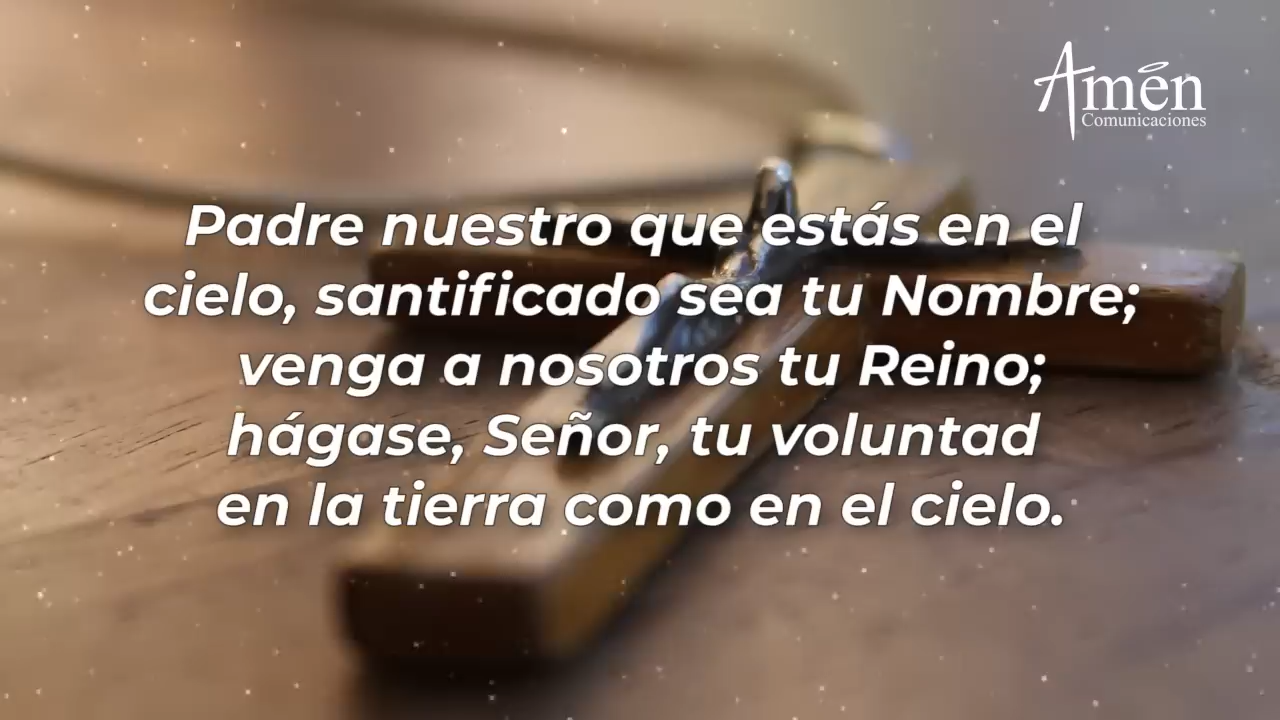 Amén
Comunicaciones
Padre nuestro que estás en el
cielo, santificado sea tu Nombre;
venga a nosotros tu Reino;
hágase, Señor, tu voluntad
en la tierra como en el cielo.